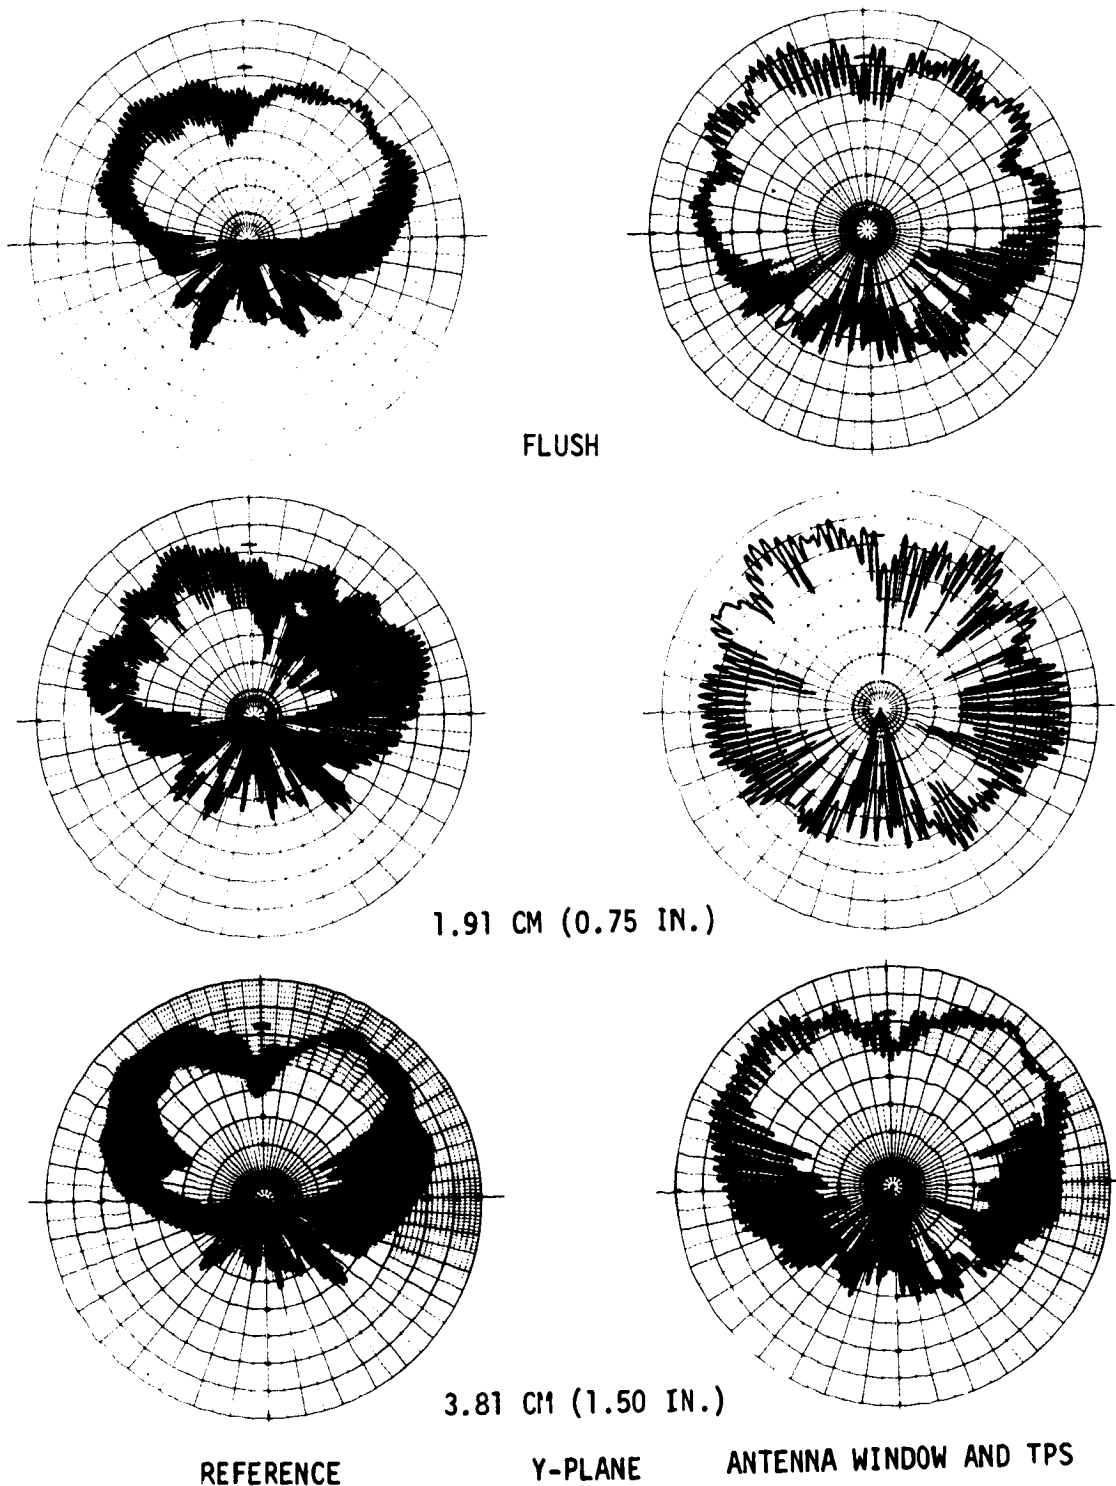 FLUSH
1.91 CM (0.75 IN.)
3.81 CM (1.50 IN.)
REFERENCE Y-PLANE ANTENNA WINDOW AND TPS